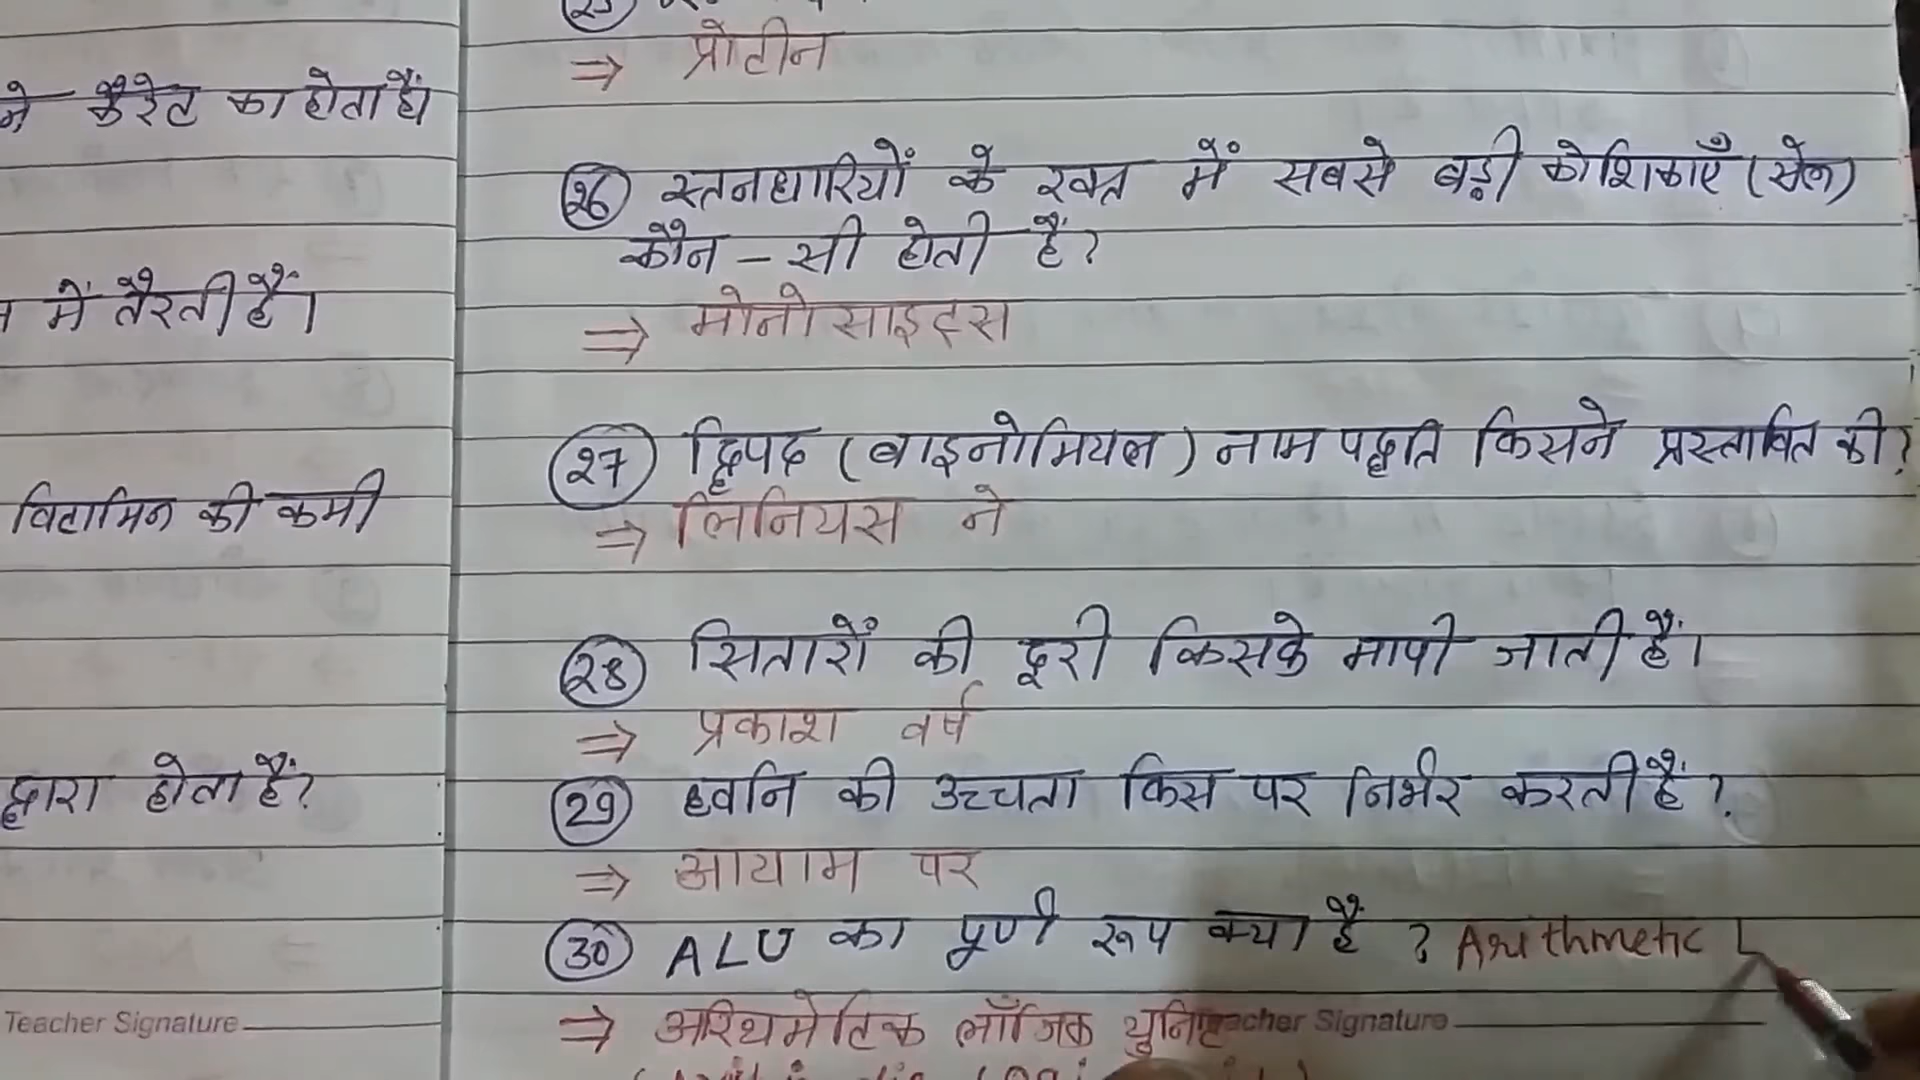 ने कैरेट का होता है।
में तैरती हैं।
विटामिन की कमी
द्वारा होता है?
Teacher Signature
⇒ प्रोटीन
(26) स्तनधारियों के रक्त में सबसे बड़ी कोशिकाएँ (सेल)
कौन - सी होती हैं?
⇒ मोनोसाइट्स
(27) द्विपद (बाइनोमियल) नाम पद्धति किसने प्रस्तावित की?
⇒ लिनियस ने
(28) सितारों की दूरी किसके मापी जाती हैं।
⇒ प्रकाश वर्ष
(29) ध्वनि की उच्चता किस पर निर्भर करती हैं?
⇒ आयाम पर
(30) ALU का पूर्ण रूप क्या है ? Arithmetic L
⇒ अरिथमेटिक लॉजिक युनिट
Teacher Signature